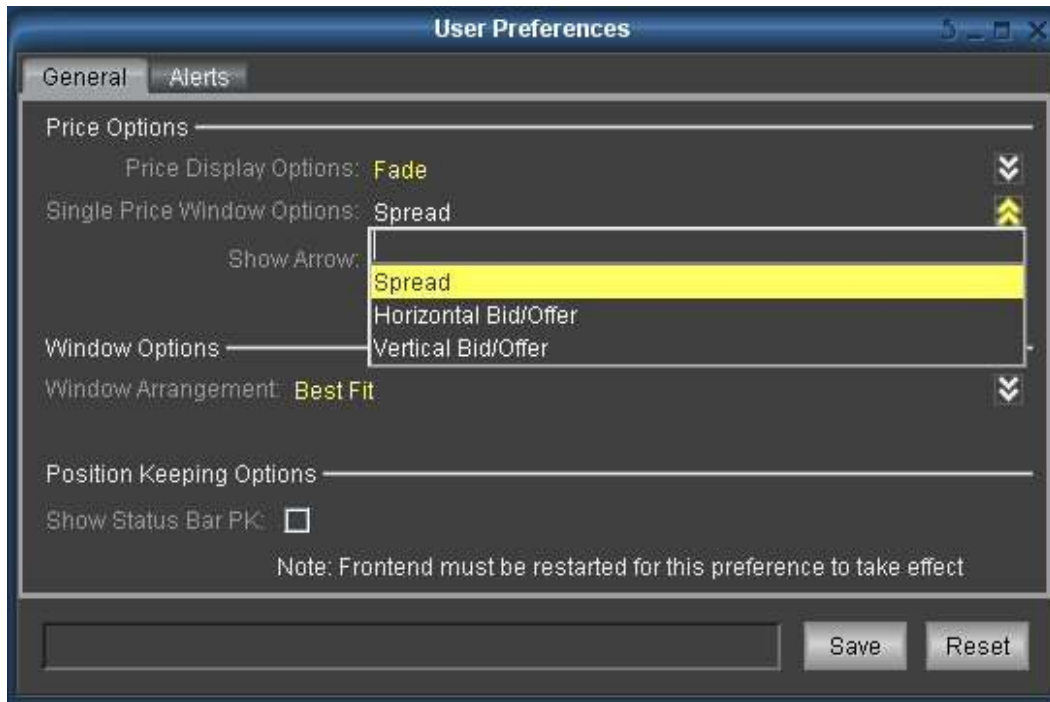 User Preferences
General Alerts
Price Options
Price Display Options: Fade
Single Price Window Options: Spread
Show Arrow:
Spread
Horizontal Bid/Offer
Vertical Bid/Offer
Window Options
Window Arrangement: Best Fit
Position Keeping Options
Show Status Bar PK:
Note: Frontend must be restarted for this preference to take effect
Save Reset